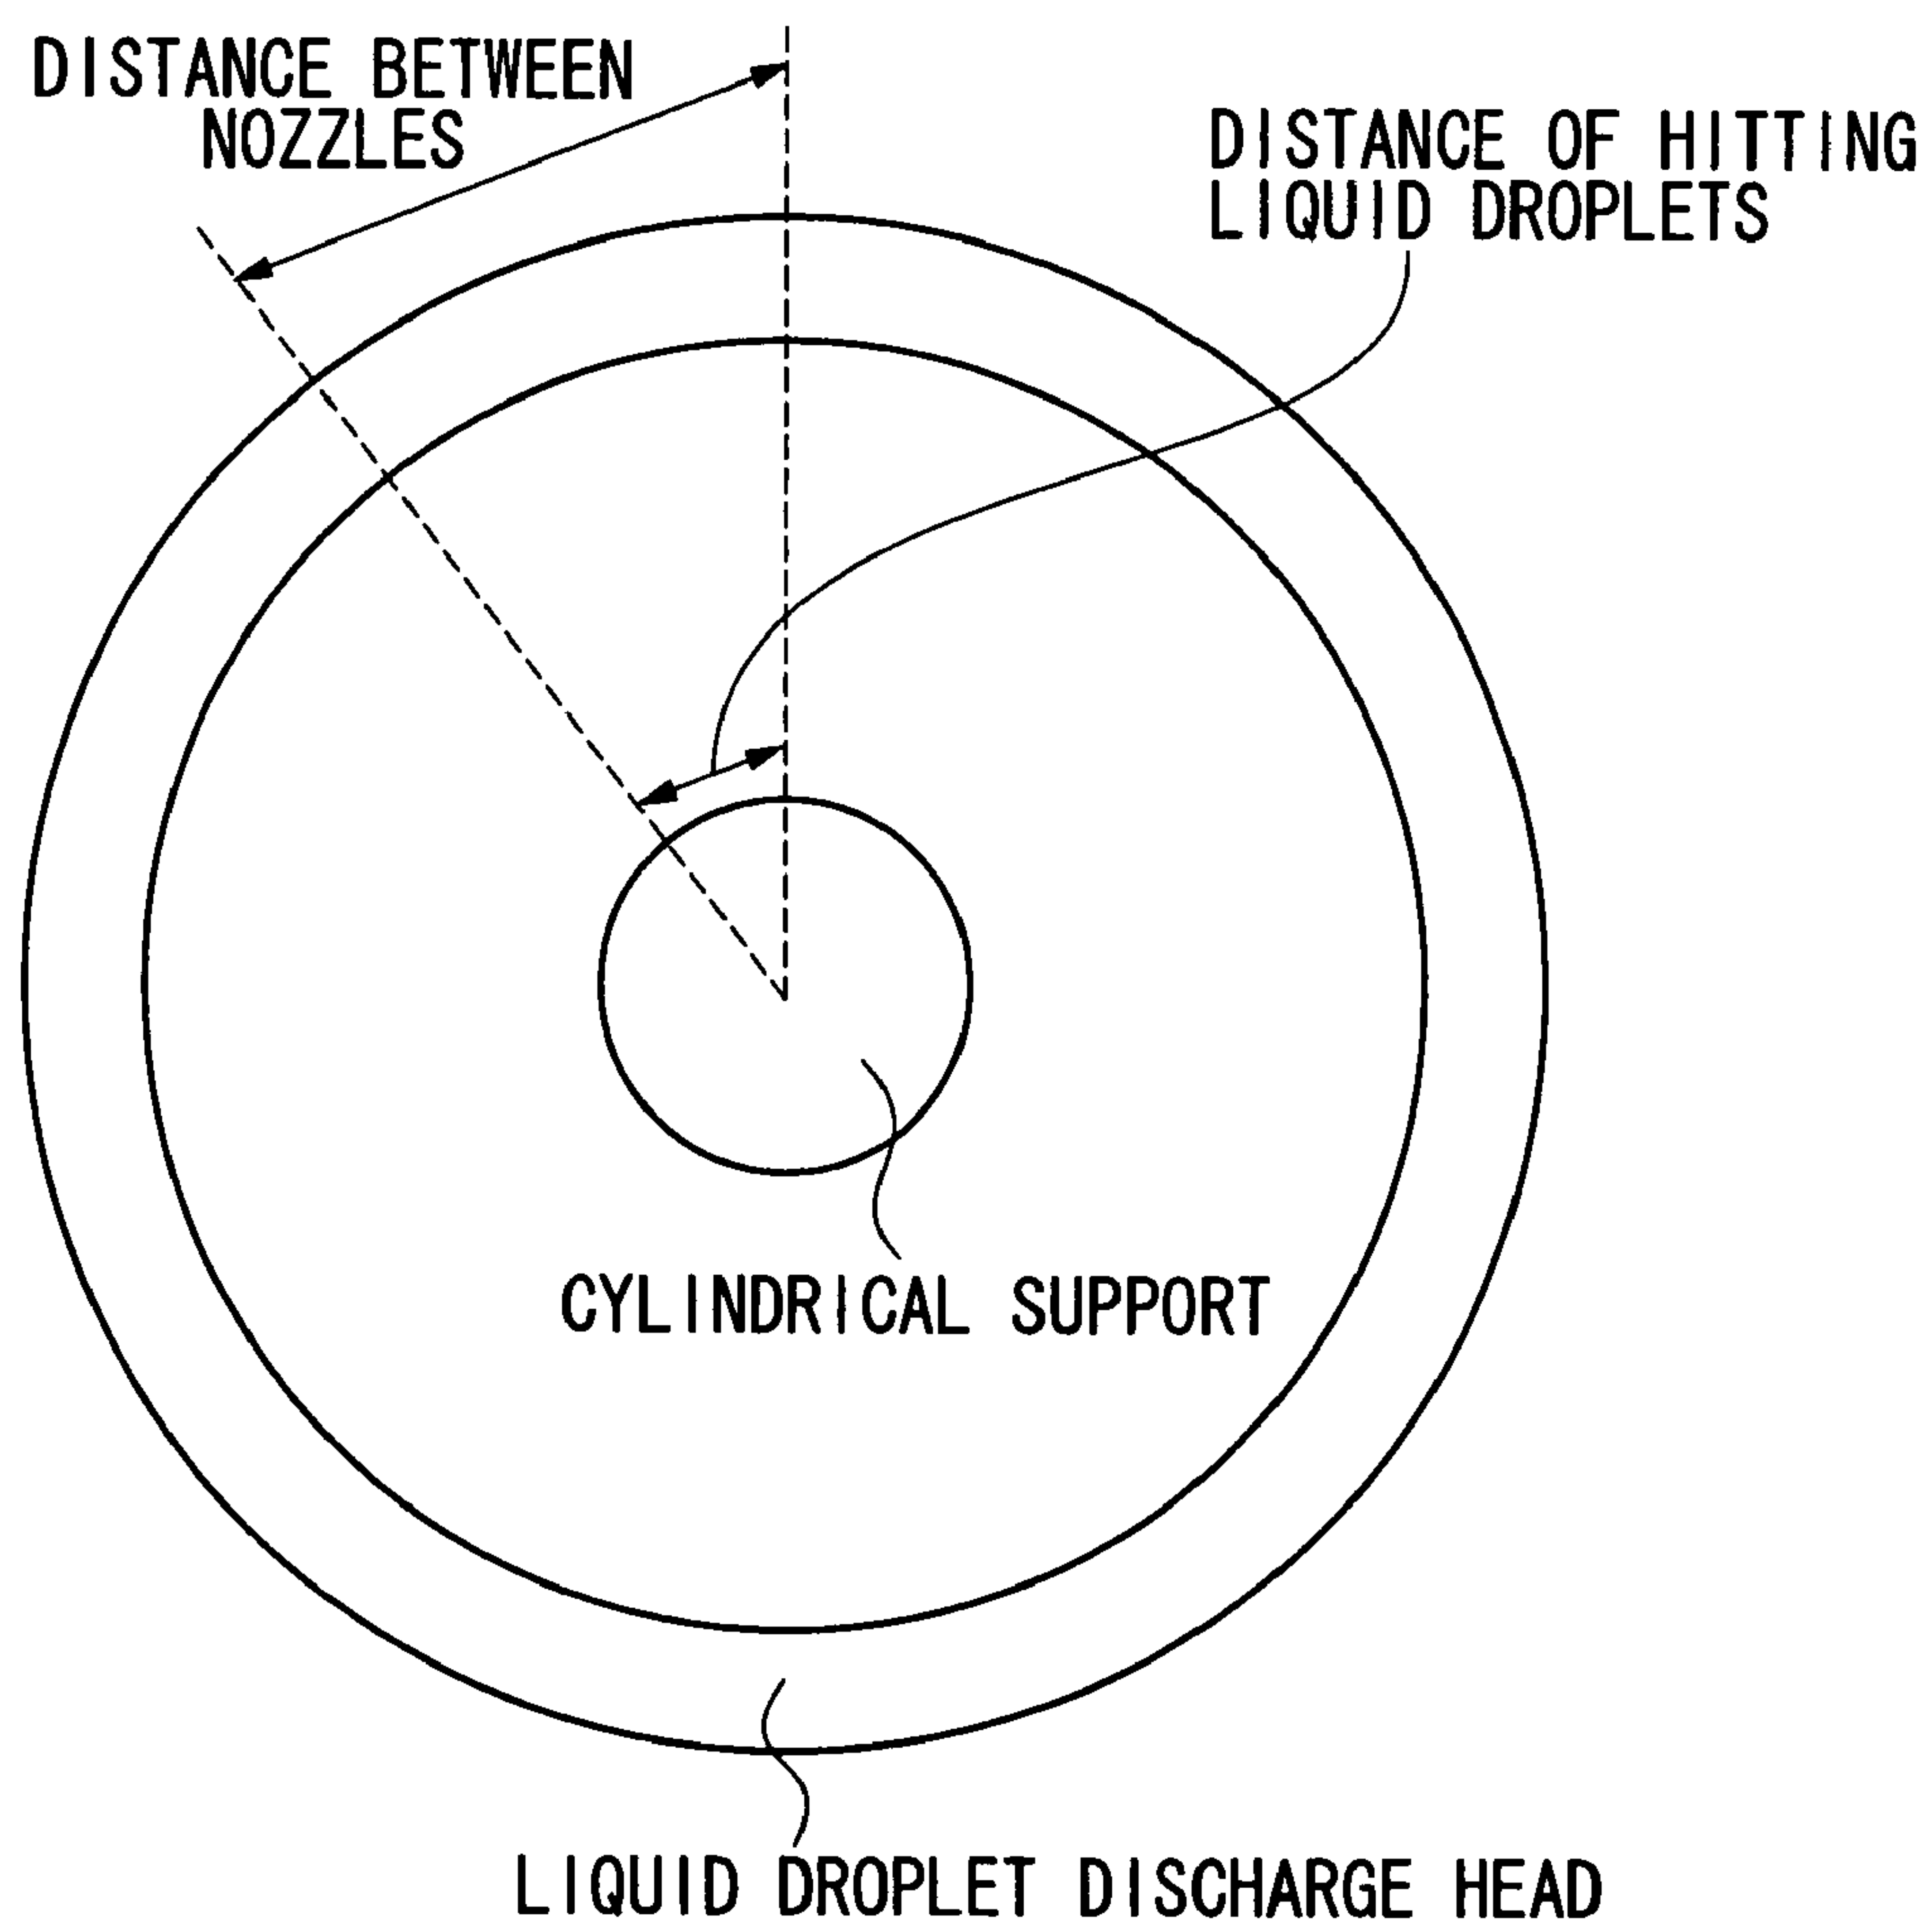 DISTANCE BETWEEN
NOZZLES
DISTANCE OF HITTING
LIQUID DROPLETS
CYLINDRICAL SUPPORT
LIQUID DROPLET DISCHARGE HEAD